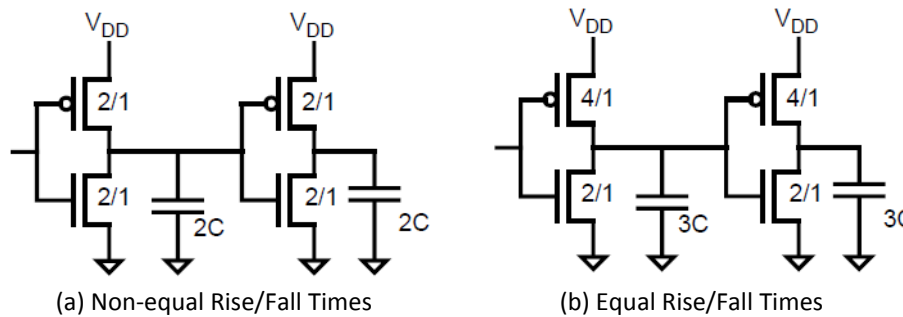 V_DD V_DD V_DD V_DD
2/1 2/1 4/1 4/1
2/1 2/1 2/1 2/1
2C 2C 3C 3C
(a) Non-equal Rise/Fall Times (b) Equal Rise/Fall Times